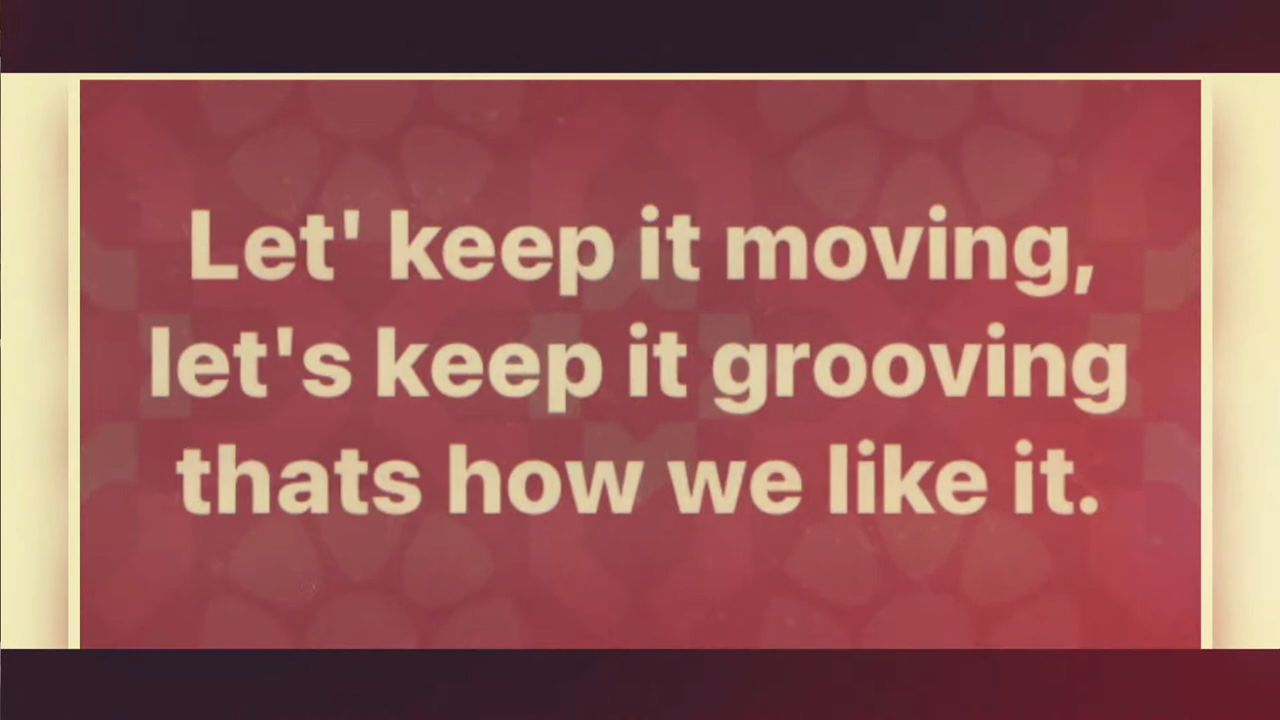 Let' keep it moving,
let's keep it grooving
thats how we like it.